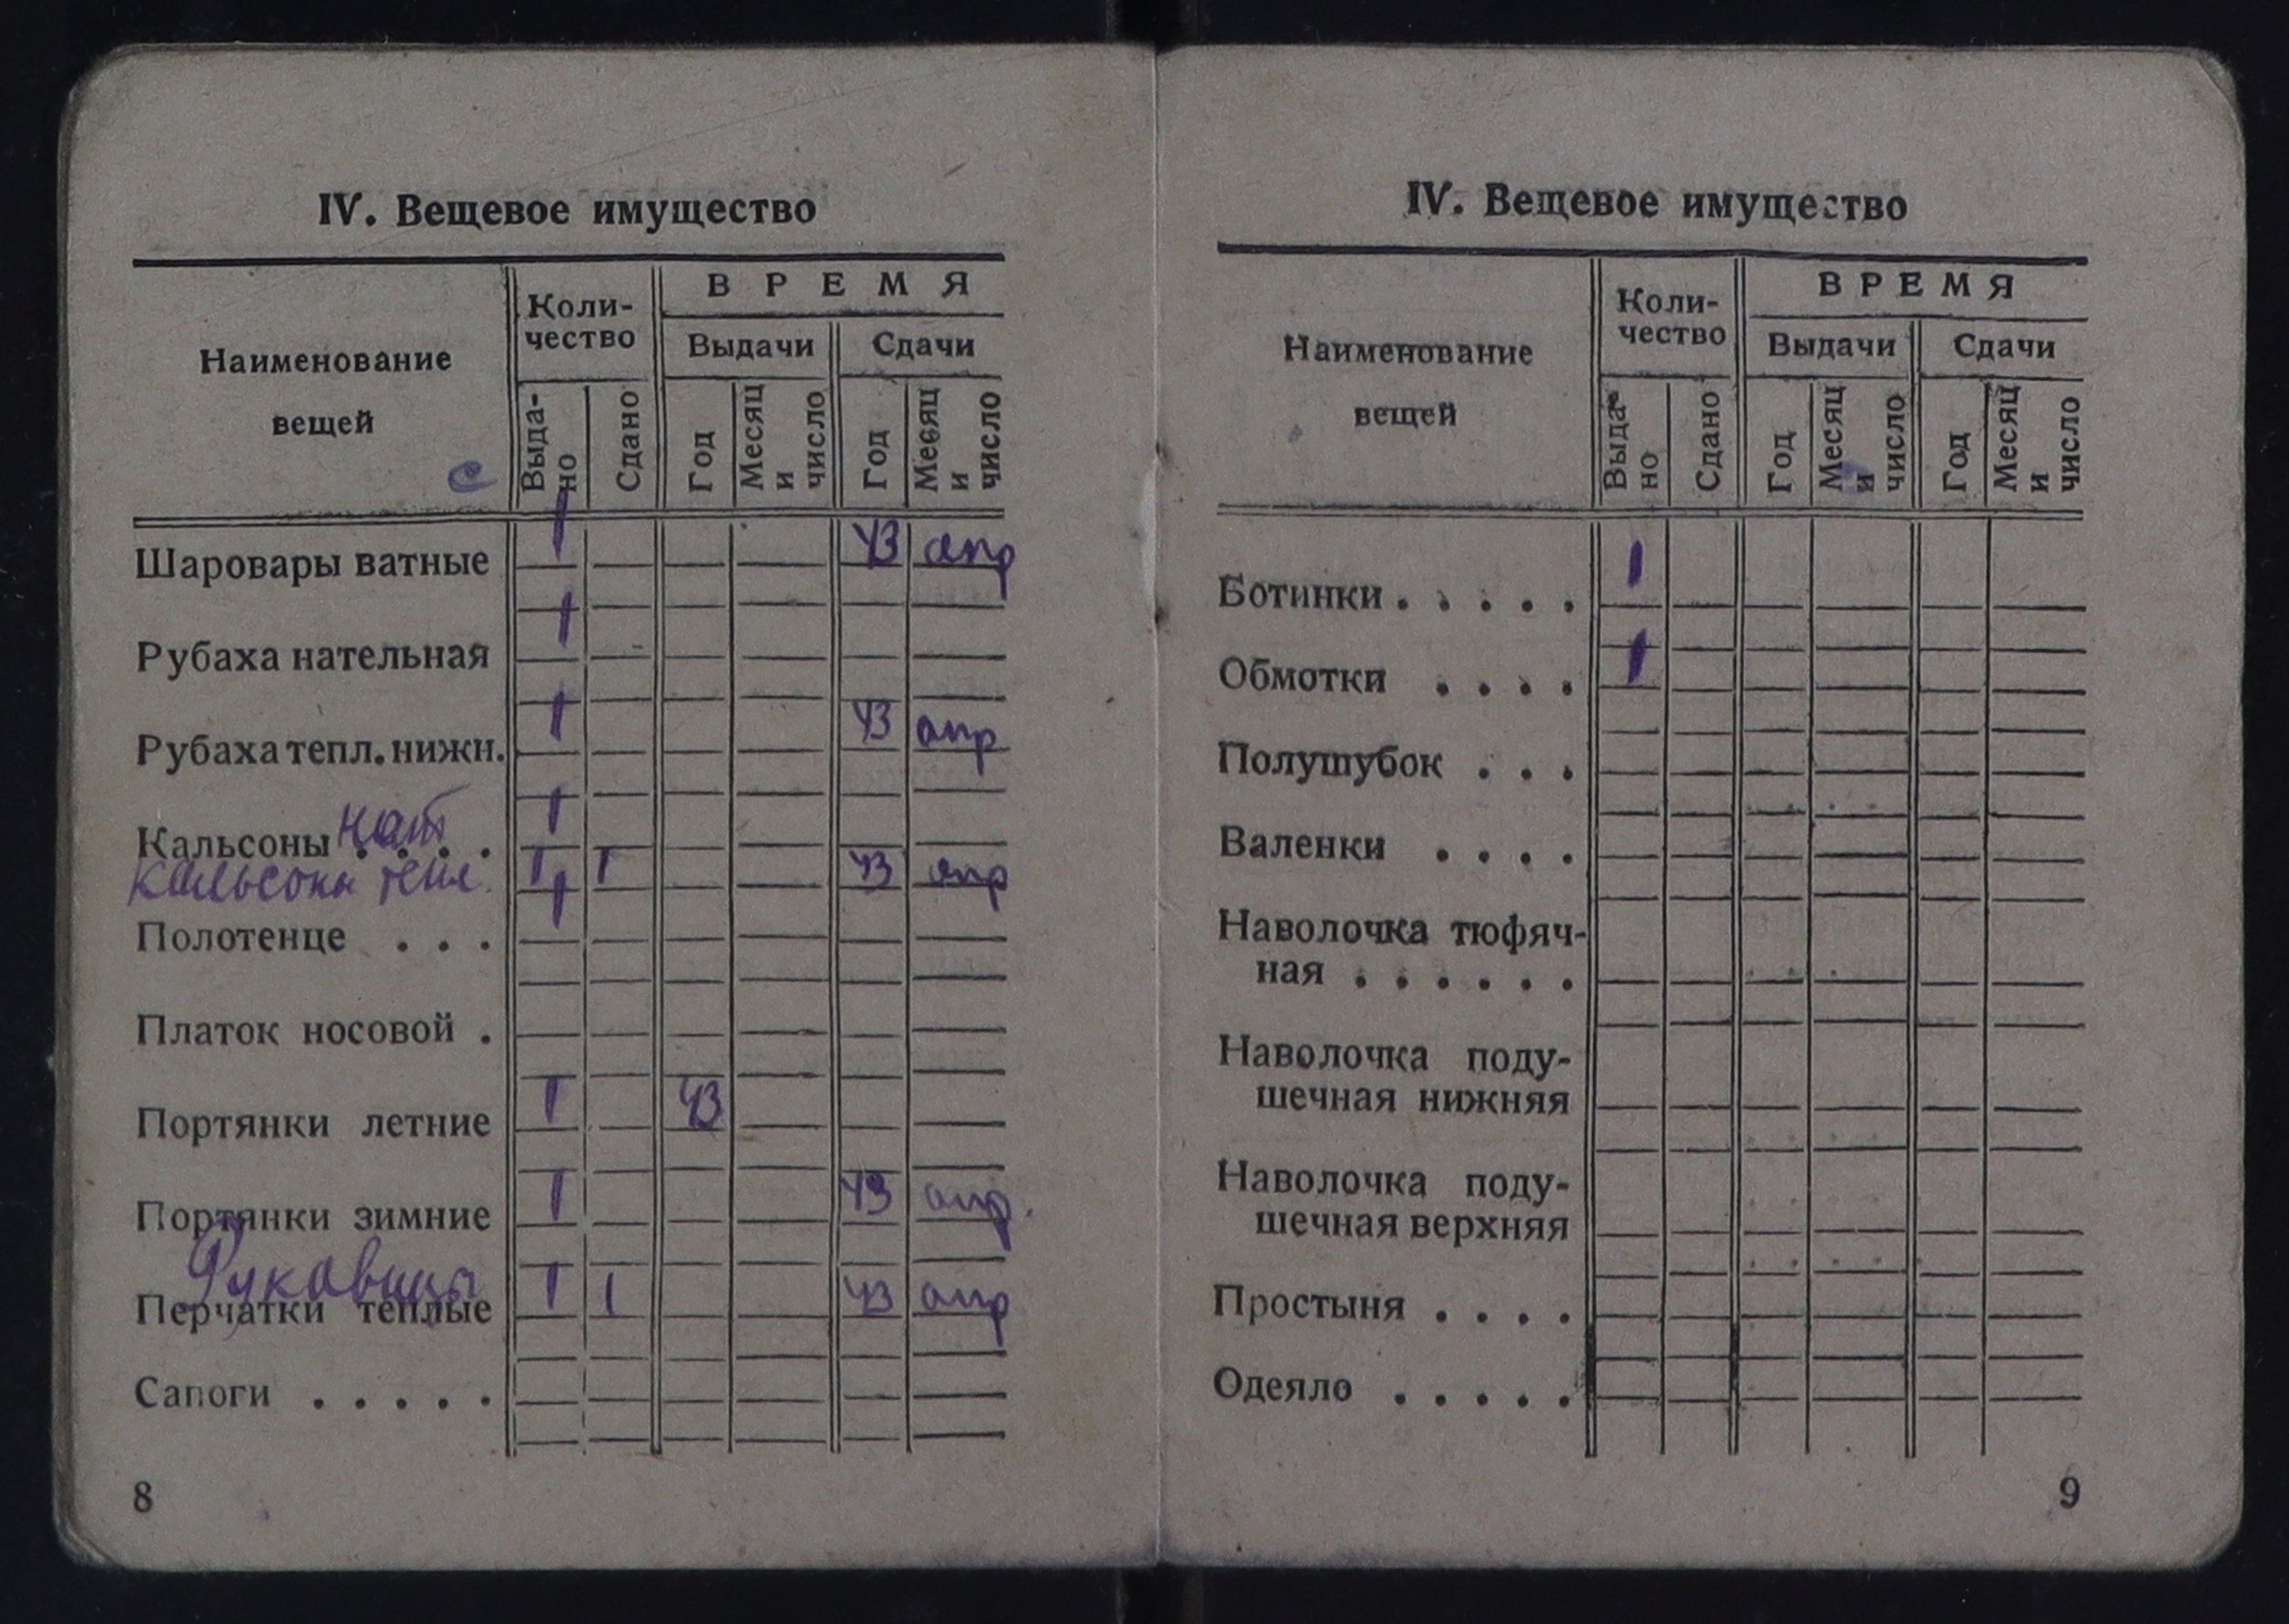 IV. Вещевое имущество
Наименование вещей
Коли-
чество
ВРЕМЯ
Выдачи
Сдачи
Выда-
но
Сдано
Год
Месяц
и
число
Год
Месяц
и
число
с
Шаровары ватные 1 43 апр
Рубаха нательная 1
Рубаха тепл. нижн. 1 43 апр
Кальсоны нат . . . . 1
кальсоны тепл. 1 1 43 апр
Полотенце . . . 1
Платок носовой .
Портянки летние 1 43
Портянки зимние 1 43 апр.
Рукавицы
Перчатки теплые 1 1 43 апр
Сапоги . . . . .
8
IV. Вещевое имущество
Наименование
вещей
Коли-
чество
ВРЕМЯ
Выдачи
Сдачи
Выда-
но
Сдано
Год
Месяц
и
число
Год
Месяц
и
число
Ботинки . . . . . 1
Обмотки . . . . 1
Полушубок . . .
Валенки . . . .
Наволочка тюфяч-
ная . . . . . .
Наволочка поду-
шечная нижняя
Наволочка поду-
шечная верхняя
Простыня . . . .
Одеяло . . . . .
9